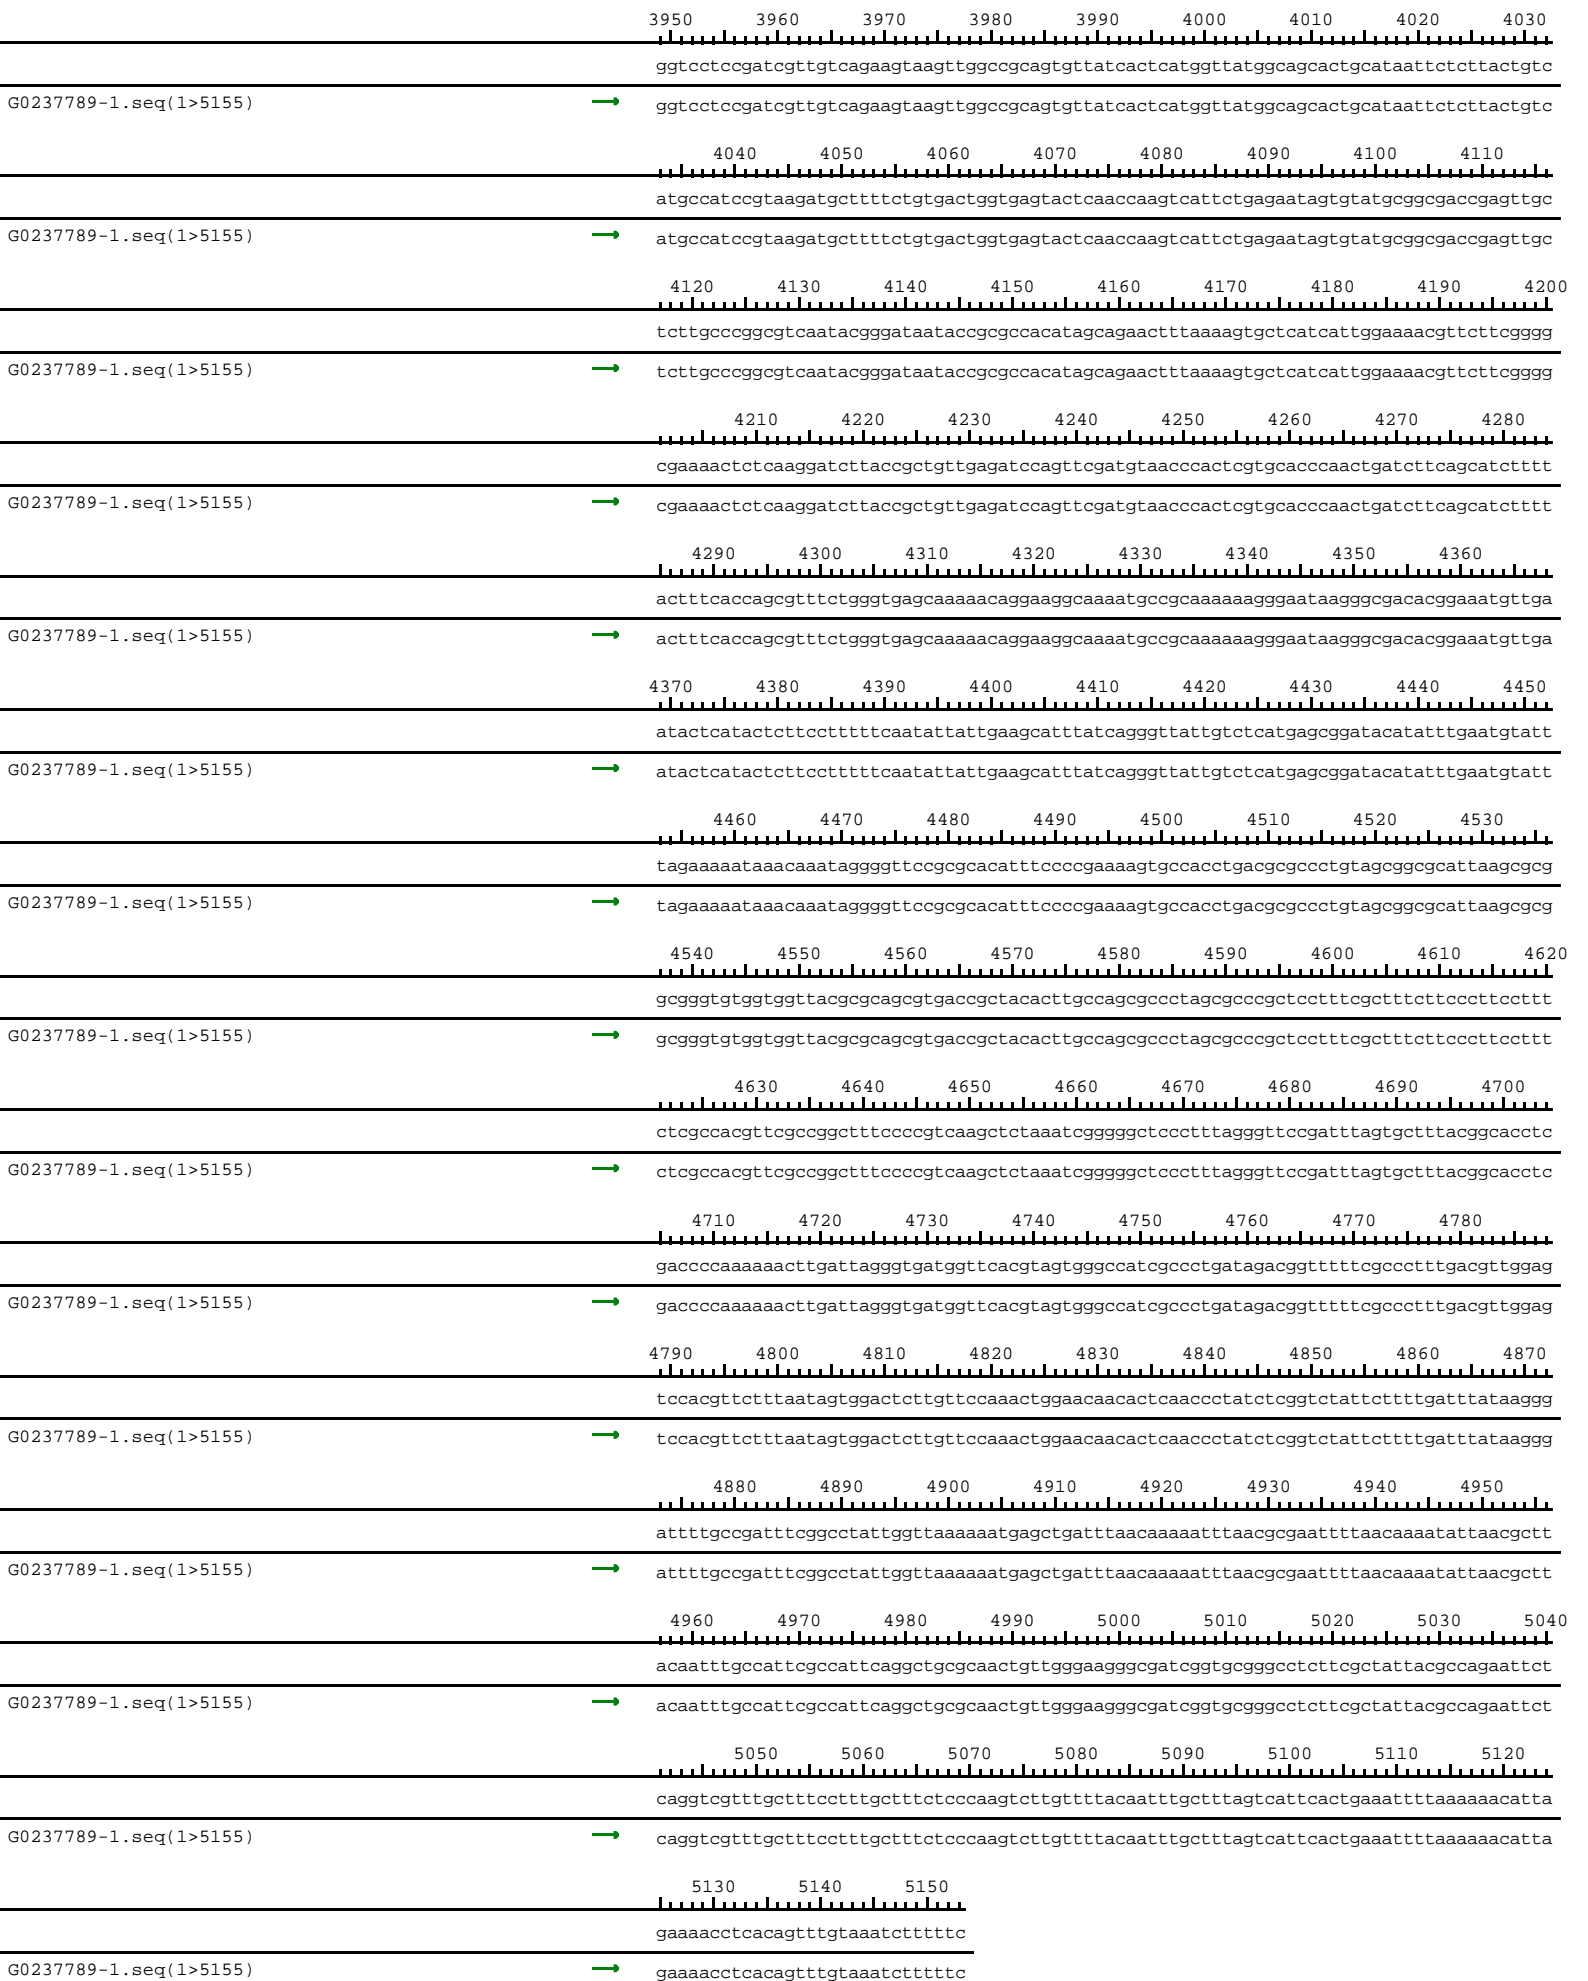 3950 3960 3970 3980 3990 4000 4010 4020 4030
ggtcctccgatcgttgtcagaagtaagttggccgcagtgttatcactcatggttatggcagcactgcataattctcttactgtc
G0237789-1.seq(1>5155) ggtcctccgatcgttgtcagaagtaagttggccgcagtgttatcactcatggttatggcagcactgcataattctcttactgtc
4040 4050 4060 4070 4080 4090 4100 4110
atgccatccgtaagatgcttttctgtgactggtgagtactcaaccaagtcattctgagaatagtgtatgcggcgaccgagttgc
G0237789-1.seq(1>5155) atgccatccgtaagatgcttttctgtgactggtgagtactcaaccaagtcattctgagaatagtgtatgcggcgaccgagttgc
4120 4130 4140 4150 4160 4170 4180 4190 4200
tcttgcccggcgtcaatacgggataataccgcgccacatagcagaactttaaaagtgctcatcattggaaaacgttcttcgggg
G0237789-1.seq(1>5155) tcttgcccggcgtcaatacgggataataccgcgccacatagcagaactttaaaagtgctcatcattggaaaacgttcttcgggg
4210 4220 4230 4240 4250 4260 4270 4280
cgaaaactctcaaggatcttaccgctgttgagatccagttcgatgtaacccactcgtgcacccaactgatcttcagcatctttt
G0237789-1.seq(1>5155) cgaaaactctcaaggatcttaccgctgttgagatccagttcgatgtaacccactcgtgcacccaactgatcttcagcatctttt
4290 4300 4310 4320 4330 4340 4350 4360
actttcaccagcgtttctgggtgagcaaaaacaggaaggcaaaatgccgcaaaaaagggaataagggcgacacggaaatgttga
G0237789-1.seq(1>5155) actttcaccagcgtttctgggtgagcaaaaacaggaaggcaaaatgccgcaaaaaagggaataagggcgacacggaaatgttga
4370 4380 4390 4400 4410 4420 4430 4440 4450
atactcatactcttcctttttcaatattattgaagcatttatcagggttattgtctcatgagcggatacatatttgaatgtatt
G0237789-1.seq(1>5155) atactcatactcttcctttttcaatattattgaagcatttatcagggttattgtctcatgagcggatacatatttgaatgtatt
4460 4470 4480 4490 4500 4510 4520 4530
tagaaaaataaacaaataggggttccgcgcacatttccccgaaaagtgccacctgacgcgccctgtagcggcgcattaagcgcg
G0237789-1.seq(1>5155) tagaaaaataaacaaataggggttccgcgcacatttccccgaaaagtgccacctgacgcgccctgtagcggcgcattaagcgcg
4540 4550 4560 4570 4580 4590 4600 4610 4620
gcgggtgtggtggttacgcgcagcgtgaccgctacacttgccagcgccctagcgcccgctcctttcgctttcttcccttccttt
G0237789-1.seq(1>5155) gcgggtgtggtggttacgcgcagcgtgaccgctacacttgccagcgccctagcgcccgctcctttcgctttcttcccttccttt
4630 4640 4650 4660 4670 4680 4690 4700
ctcgccacgttcgccggctttccccgtcaagctctaaatcgggggctccctttagggttccgatttagtgctttacggcacctc
G0237789-1.seq(1>5155) ctcgccacgttcgccggctttccccgtcaagctctaaatcgggggctccctttagggttccgatttagtgctttacggcacctc
4710 4720 4730 4740 4750 4760 4770 4780
gaccccaaaaaacttgattagggtgatggttcacgtagtgggccatcgccctgatagacggtttttcgccctttgacgttggag
G0237789-1.seq(1>5155) gaccccaaaaaacttgattagggtgatggttcacgtagtgggccatcgccctgatagacggtttttcgccctttgacgttggag
4790 4800 4810 4820 4830 4840 4850 4860 4870
tccacgttctttaatagtggactcttgttccaaactggaacaacactcaaccctatctcggtctattcttttgatttataaggg
G0237789-1.seq(1>5155) tccacgttctttaatagtggactcttgttccaaactggaacaacactcaaccctatctcggtctattcttttgatttataaggg
4880 4890 4900 4910 4920 4930 4940 4950
attttgccgatttcggcctattggttaaaaaatgagctgatttaacaaaaatttaacgcgaattttaacaaaatattaacgctt
G0237789-1.seq(1>5155) attttgccgatttcggcctattggttaaaaaatgagctgatttaacaaaaatttaacgcgaattttaacaaaatattaacgctt
4960 4970 4980 4990 5000 5010 5020 5030 5040
acaatttgccattcgccattcaggctgcgcaactgttgggaagggcgatcggtgcgggcctcttcgctattacgccagaattct
G0237789-1.seq(1>5155) acaatttgccattcgccattcaggctgcgcaactgttgggaagggcgatcggtgcgggcctcttcgctattacgccagaattct
5050 5060 5070 5080 5090 5100 5110 5120
caggtcgtttgctttcctttgctttctcccaagtcttgttttacaatttgctttagtcattcactgaaattttaaaaaacatta
G0237789-1.seq(1>5155) caggtcgtttgctttcctttgctttctcccaagtcttgttttacaatttgctttagtcattcactgaaattttaaaaaacatta
5130 5140 5150
gaaaacctcacagtttgtaaatctttttc
G0237789-1.seq(1>5155) gaaaacctcacagtttgtaaatctttttc